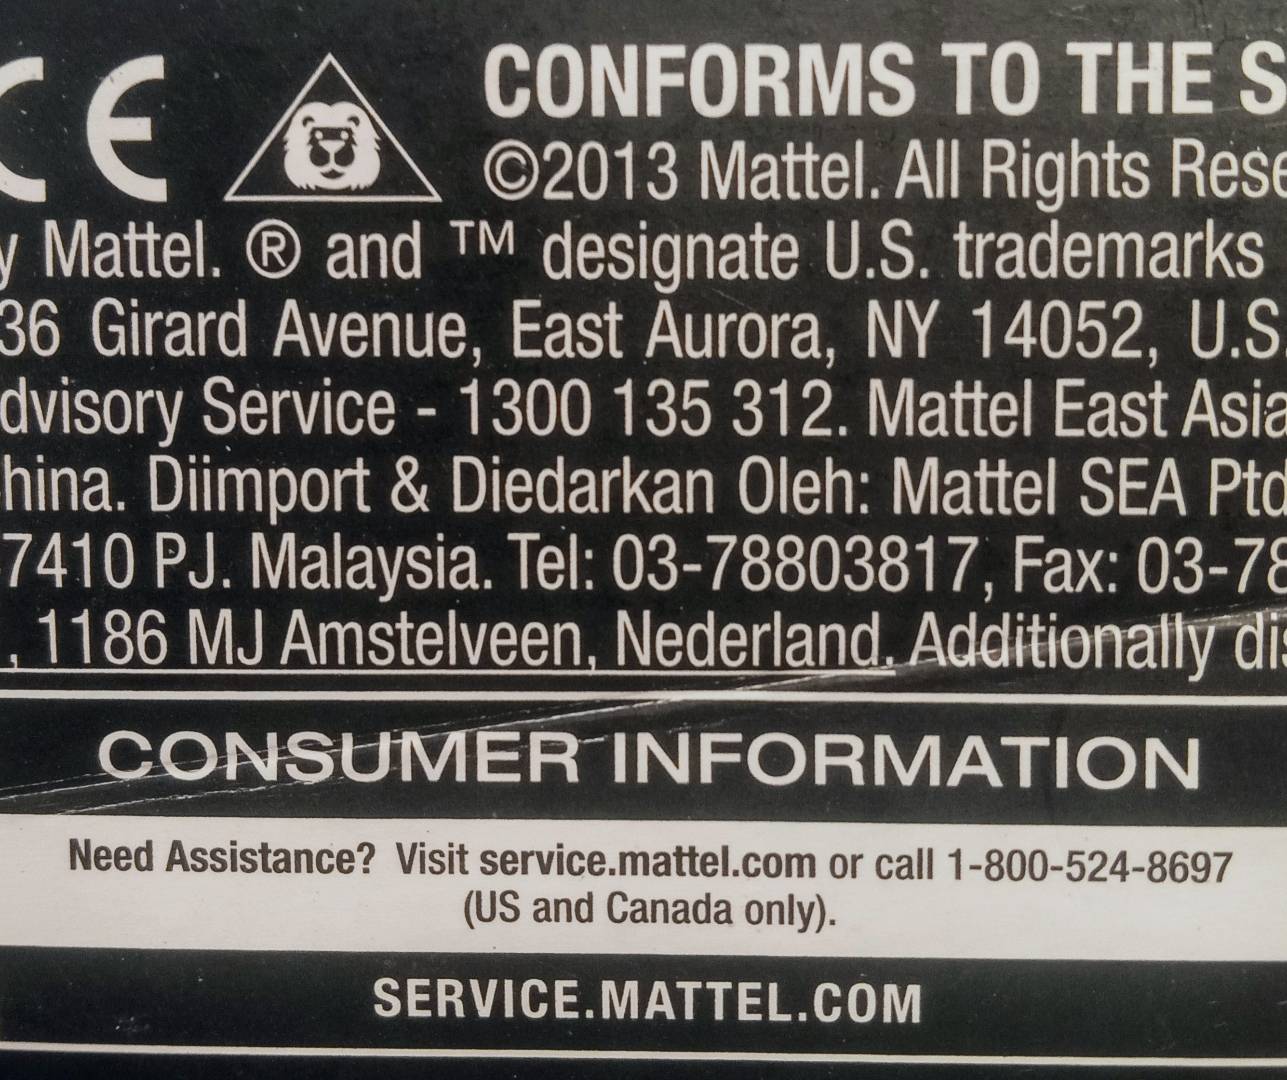 CE CONFORMS TO THE S
©2013 Mattel. All Rights Rese
y Mattel. ® and ™ designate U.S. trademarks
36 Girard Avenue, East Aurora, NY 14052, U.S.
dvisory Service - 1300 135 312. Mattel East Asia
hina. Diimport & Diedarkan Oleh: Mattel SEA Ptd
7410 PJ. Malaysia. Tel: 03-78803817, Fax: 03-78
, 1186 MJ Amstelveen, Nederland. Additionally dis
CONSUMER INFORMATION
Need Assistance? Visit service.mattel.com or call 1-800-524-8697
(US and Canada only).
SERVICE.MATTEL.COM